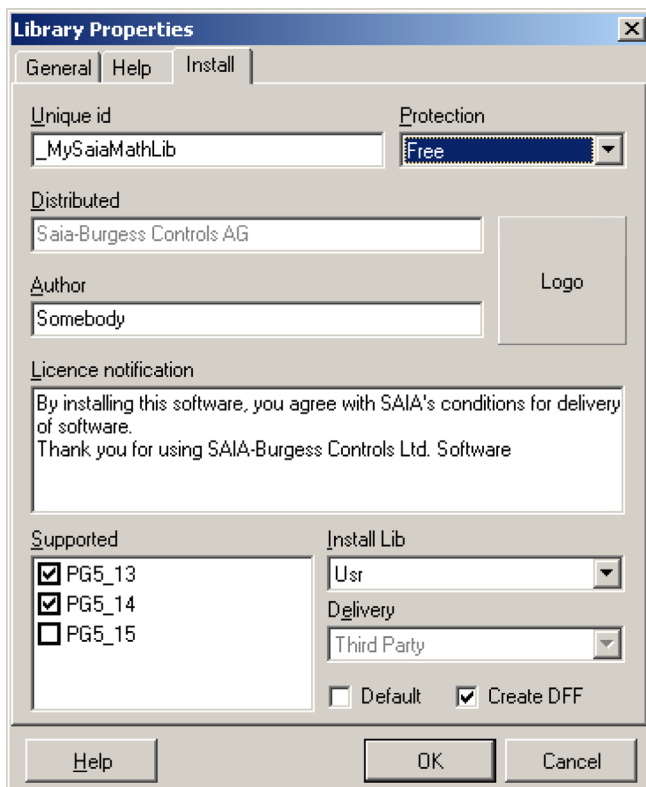 Library Properties
General Help Install
Unique id Protection
_MySaiaMathLib Free
Distributed
Saia-Burgess Controls AG
Logo
Author
Somebody
Licence notification
By installing this software, you agree with SAIA's conditions for delivery
of software.
Thank you for using SAIA-Burgess Controls Ltd. Software
Supported Install Lib
PG5_13 Usr
PG5_14 Delivery
PG5_15 Third Party
Default Create DFF
Help OK Cancel